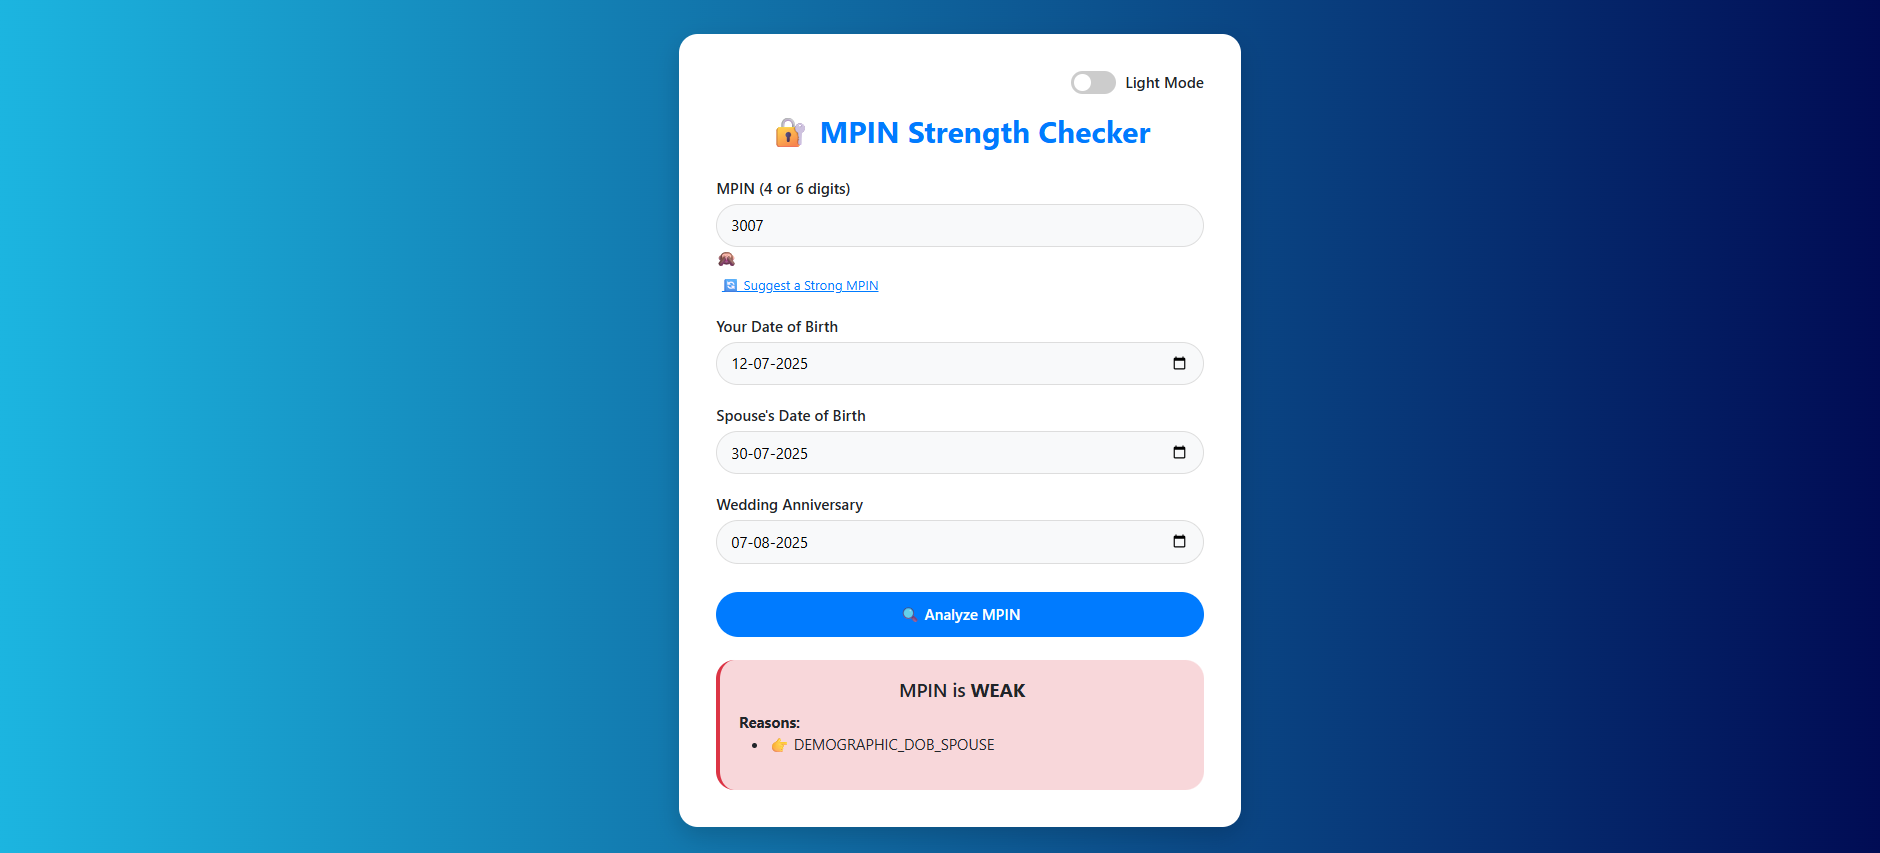 Light Mode
🔐 MPIN Strength Checker
MPIN (4 or 6 digits)
3007
🙈
🔄 Suggest a Strong MPIN
Your Date of Birth
12-07-2025
Spouse's Date of Birth
30-07-2025
Wedding Anniversary
07-08-2025
🔍 Analyze MPIN
MPIN is WEAK
Reasons:
• 👉 DEMOGRAPHIC_DOB_SPOUSE